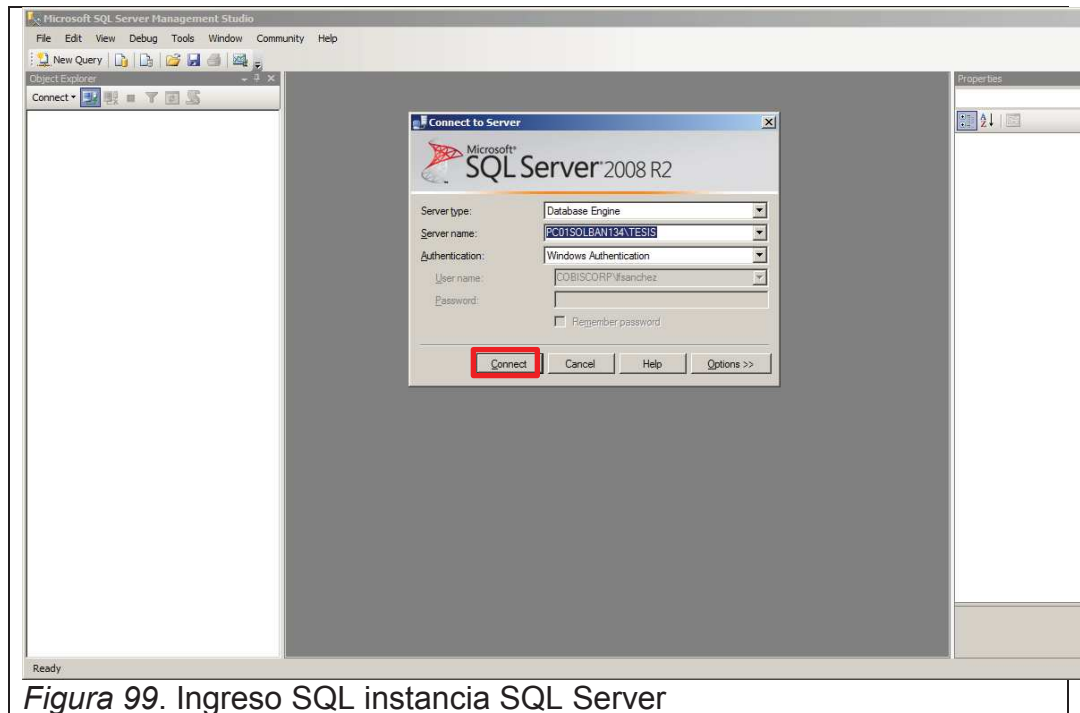 Microsoft SQL Server Management Studio
File Edit View Debug Tools Window Community Help
New Query
Object Explorer
Properties
Connect
Connect to Server
Microsoft
SQL Server 2008 R2
Server type:
Database Engine
Server name:
PC01SOLBAN134\TESIS
Authentication:
Windows Authentication
User name:
COBISCORP\lfsanchez
Password:
Remember password
Connect Cancel Help Options >>
Ready
Figura 99. Ingreso SQL instancia SQL Server